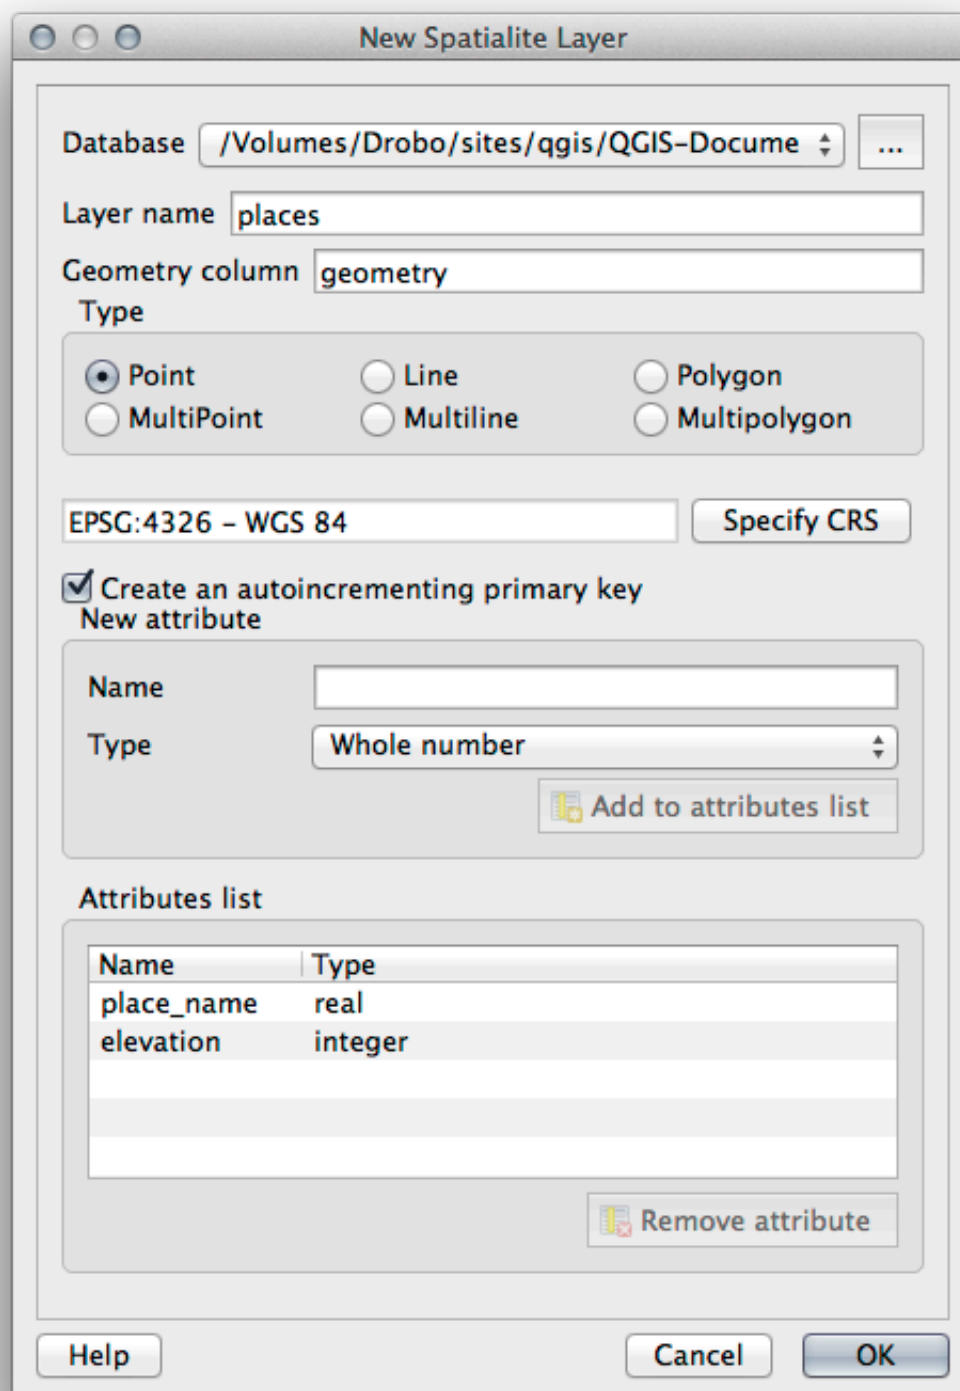 New Spatialite Layer
Database /Volumes/Drobo/sites/qgis/QGIS-Docume ...
Layer name places
Geometry column geometry
Type
Point Line Polygon
MultiPoint Multiline Multipolygon
EPSG:4326 – WGS 84 Specify CRS
Create an autoincrementing primary key
New attribute
Name
Type Whole number
Add to attributes list
Attributes list
Name Type
place_name real
elevation integer
Remove attribute
Help Cancel OK